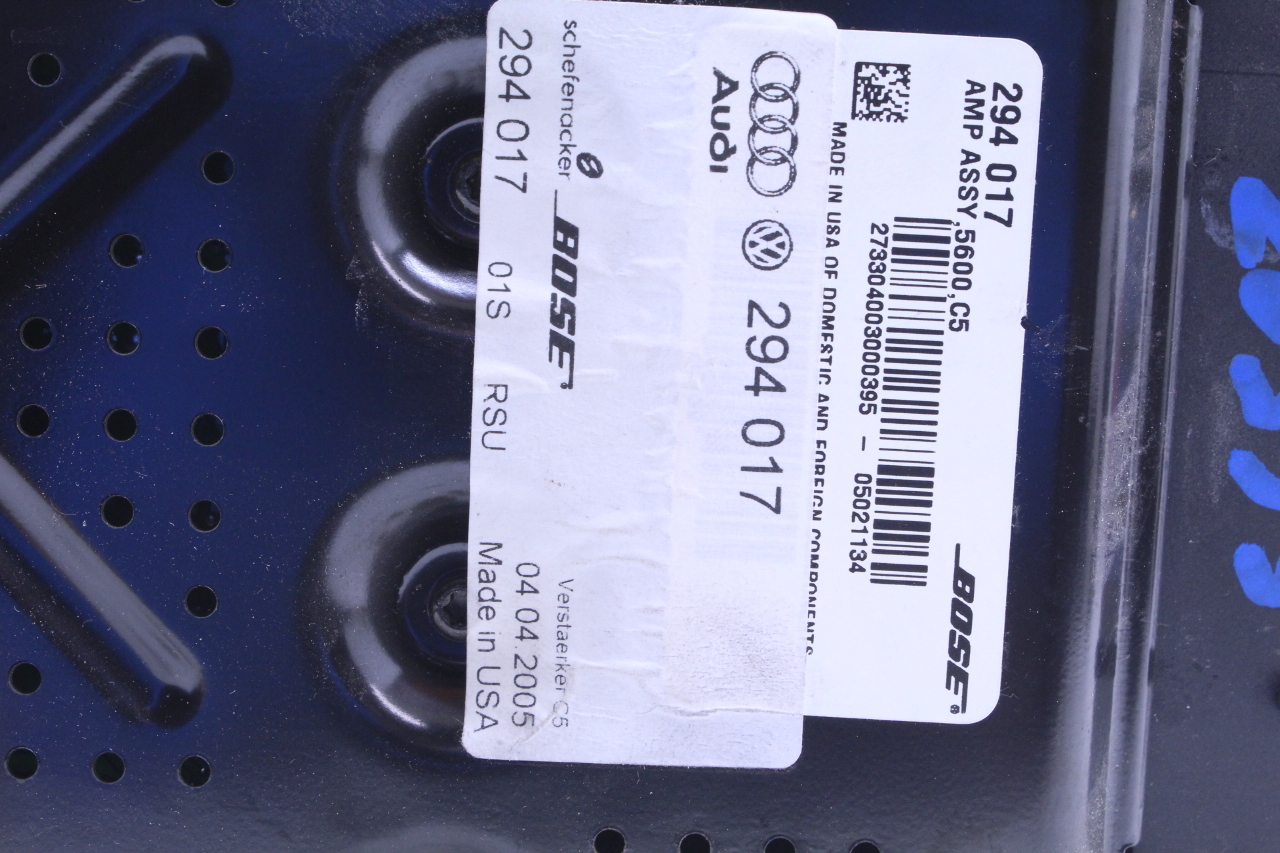 294 017
AMP ASSY,5600,C5
BOSE®
27330400300395 – 05021134
MADE IN USA OF DOMESTIC AND FOREIGN COMPONENTS
Audi
294 017
schefenacker BOSE®
Verstaerker C5
294 017 01S RSU 04.04.2005
Made in USA